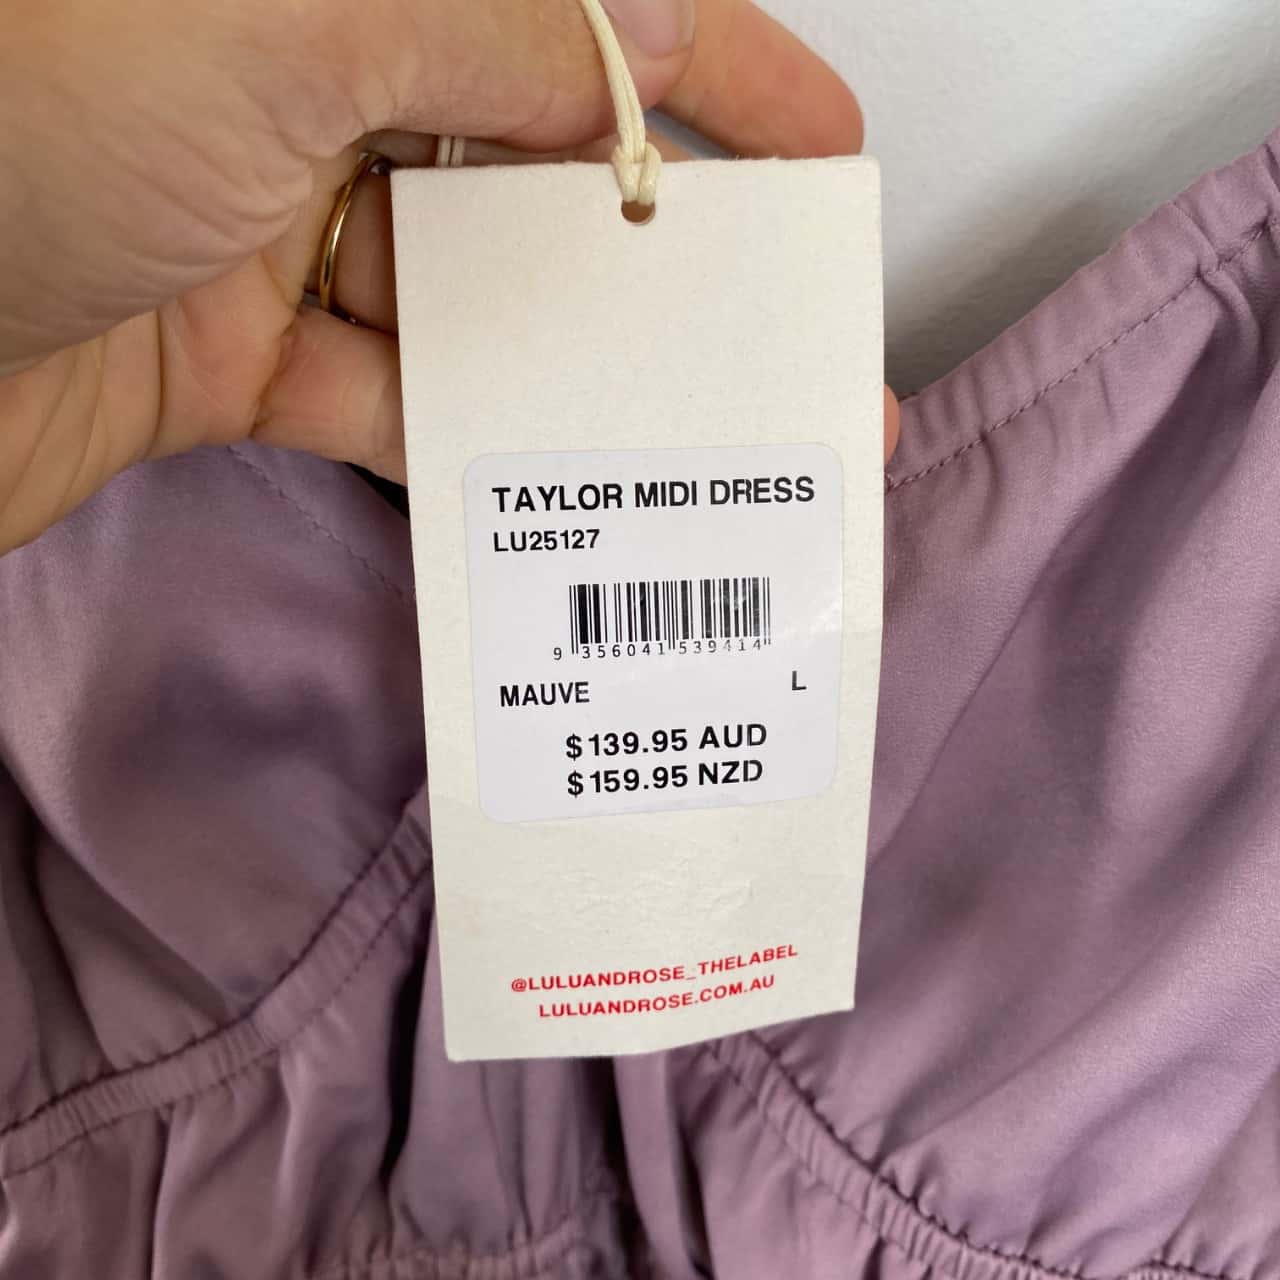 TAYLOR MIDI DRESS
LU25127
9 356041 539414
MAUVE L
$139.95 AUD
$159.95 NZD
@LULUANDROSE_THELABEL
LULUANDROSE.COM.AU